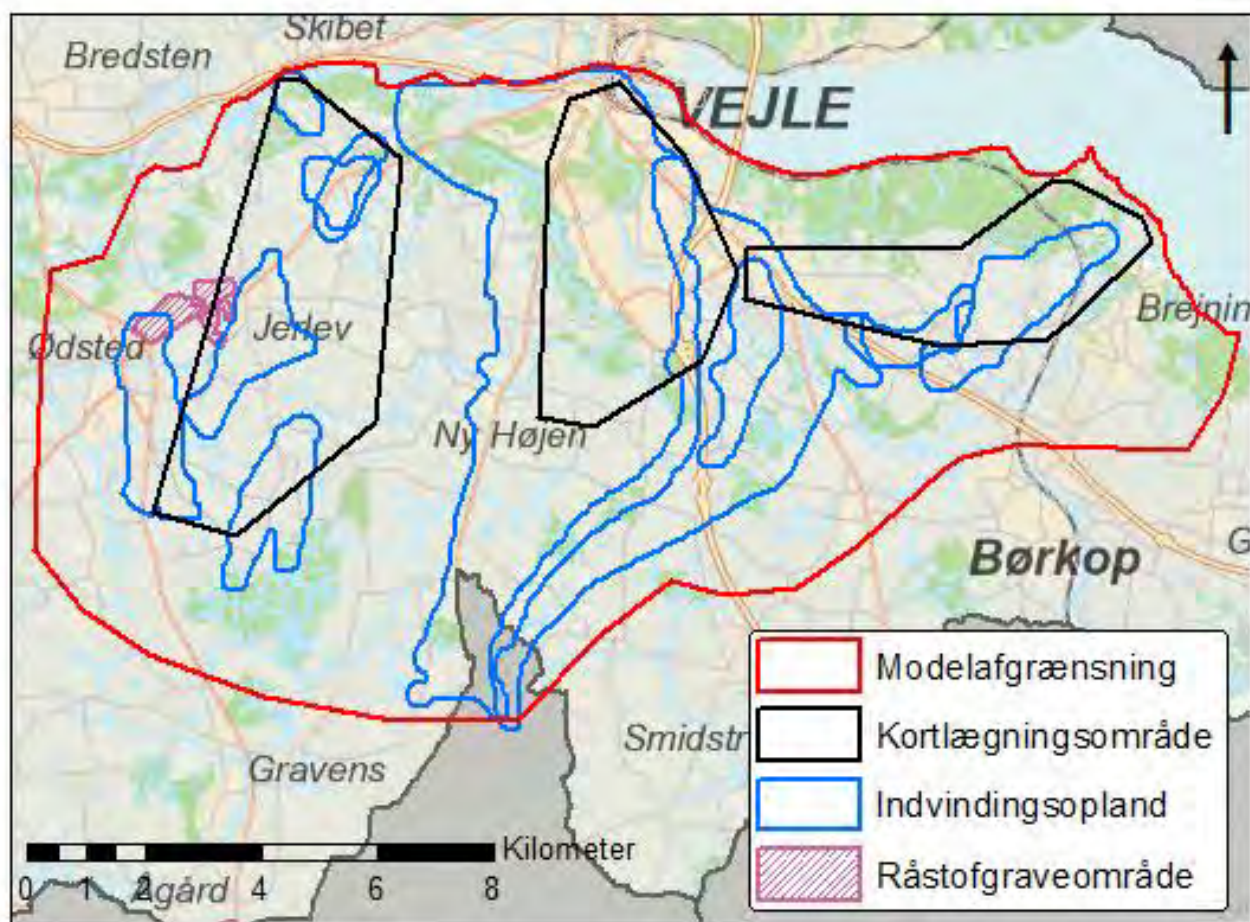 Skibet
Bredsten
VEJLE
Ødsted
Jerlev
Brejnin
Ny Højen
Børkop
G
Smidstr
Gravens
Modelafgrænsning
Kortlægningsområde
Indvindingsopland
Råstofgraveområde
Kilometer
0 1 2 4 6 8
Agård